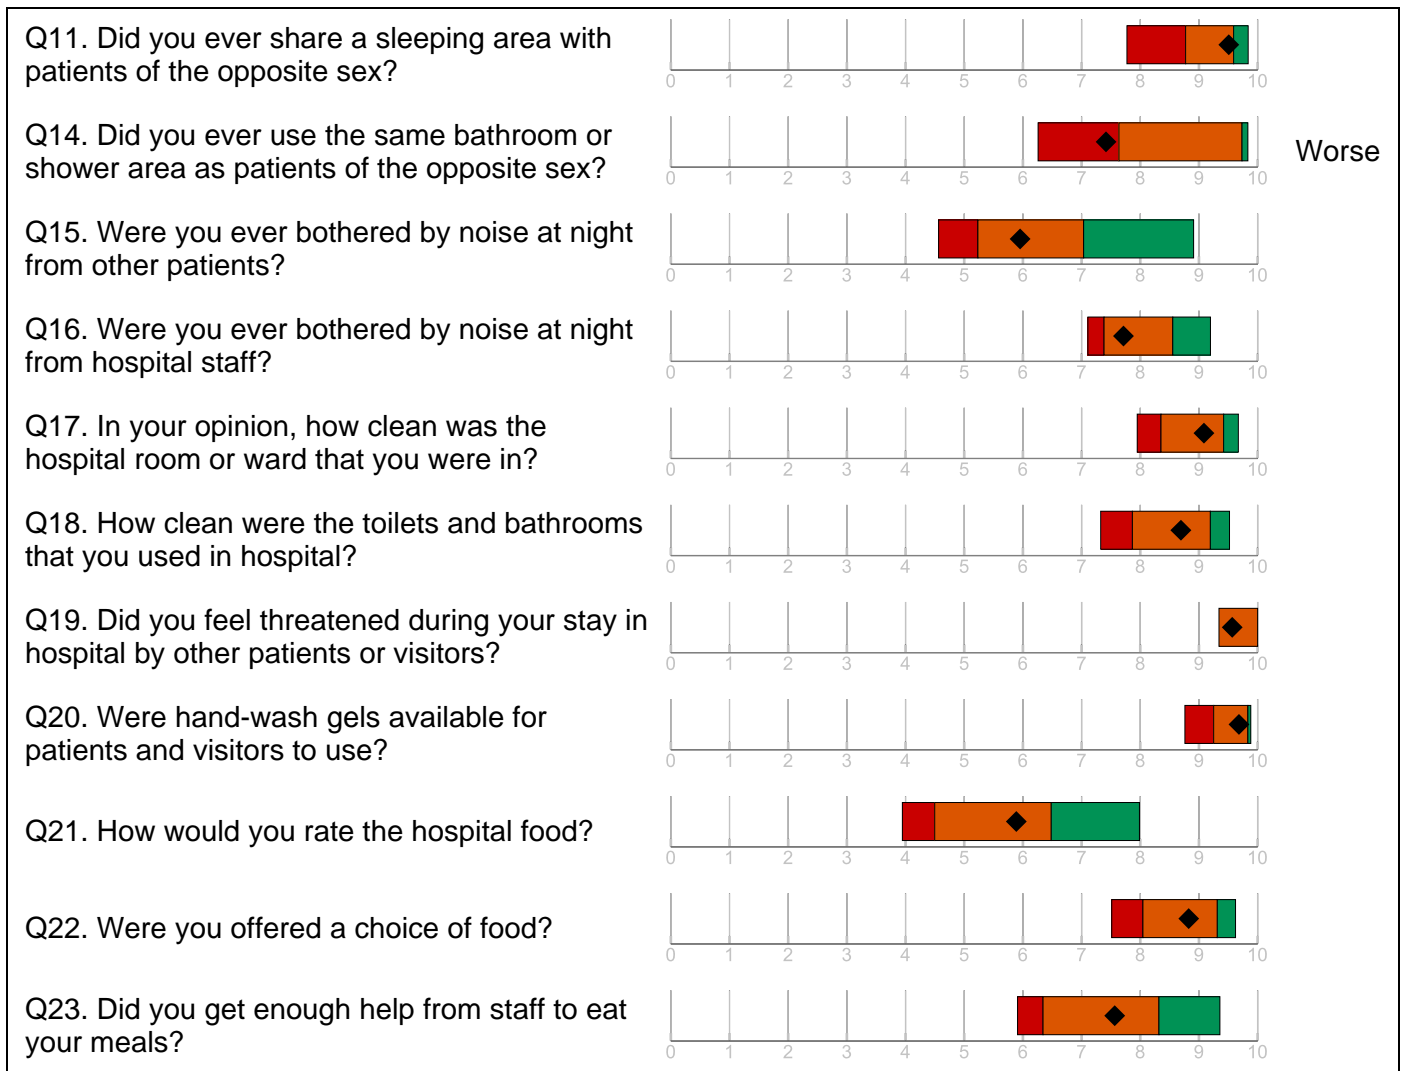 Q11. Did you ever share a sleeping area with
patients of the opposite sex?
0 1 2 3 4 5 6 7 8 9 10
Q14. Did you ever use the same bathroom or
shower area as patients of the opposite sex?
Worse
0 1 2 3 4 5 6 7 8 9 10
Q15. Were you ever bothered by noise at night
from other patients?
0 1 2 3 4 5 6 7 8 9 10
Q16. Were you ever bothered by noise at night
from hospital staff?
0 1 2 3 4 5 6 7 8 9 10
Q17. In your opinion, how clean was the
hospital room or ward that you were in?
0 1 2 3 4 5 6 7 8 9 10
Q18. How clean were the toilets and bathrooms
that you used in hospital?
0 1 2 3 4 5 6 7 8 9 10
Q19. Did you feel threatened during your stay in
hospital by other patients or visitors?
0 1 2 3 4 5 6 7 8 9 10
Q20. Were hand-wash gels available for
patients and visitors to use?
0 1 2 3 4 5 6 7 8 9 10
Q21. How would you rate the hospital food?
0 1 2 3 4 5 6 7 8 9 10
Q22. Were you offered a choice of food?
0 1 2 3 4 5 6 7 8 9 10
Q23. Did you get enough help from staff to eat
your meals?
0 1 2 3 4 5 6 7 8 9 10